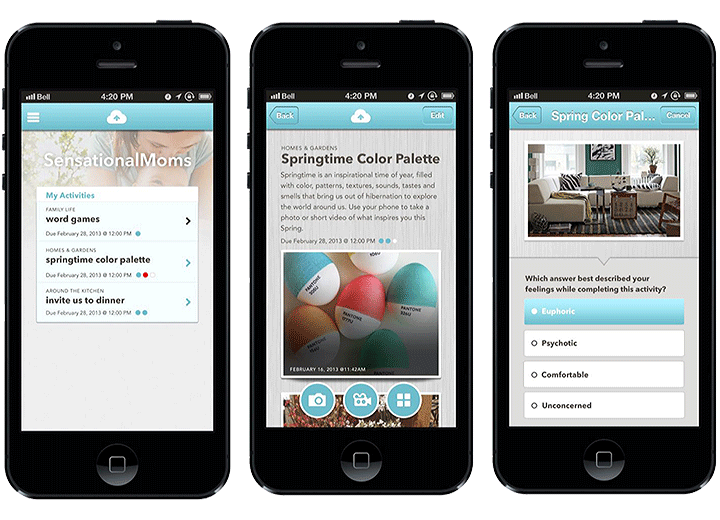 Bell 4:20 PM
SensationalMoms
My Activities
FAMILY LIFE
word games
Due February 28, 2013 @ 12:00 PM
HOMES & GARDENS
springtime color palette
Due February 28, 2013 @ 12:00 PM
AROUND THE KITCHEN
invite us to dinner
Due February 28, 2013 @ 12:00 PM
Bell 4:20 PM
Back Edit
HOMES & GARDENS
Springtime Color Palette
Springtime is an inspirational time of year, filled
with color, patterns, textures, sounds, tastes and
smells that bring us out of hibernation to explore
the world around us. Use your phone to take a
photo or short video of what inspires you this
Spring.
Due February 28, 2013 @ 12:00 PM
PANTONE
PANTONE
PANTONE
PANTONE
FEBRUARY 16, 2013 @11:42AM
Bell 4:20 PM
Back Spring Color Pal... Cancel
Which answer best described your
feelings while completing this activity?
Euphoric
Psychotic
Comfortable
Unconcerned